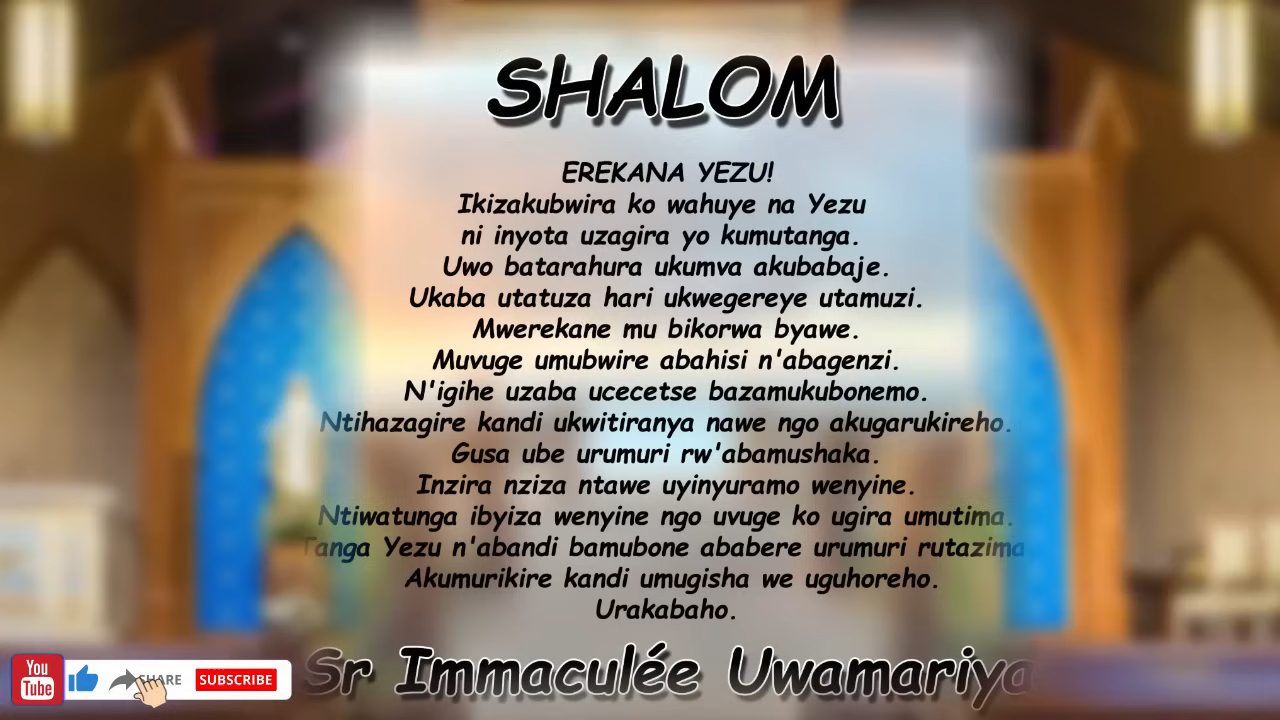 SHALOM
EREKANA YEZU!
Ikizakubwira ko wahuye na Yezu
ni inyota uzagira yo kumutanga.
Uwo batarahura ukumva akubabaje.
Ukaba utatuza hari ukwegereye utamuzi.
Mwerekane mu bikorwa byawe.
Muvuge umubwire abahisi n'abagenzi.
N'igihe uzaba ucecetse bazamukubonemo.
Ntihazagire kandi ukwitiranya nawe ngo akugarukireho.
Gusa ube urumuri rw'abamushaka.
Inzira nziza ntawe uyinyuramo wenyine.
Ntiwatunga ibyiza wenyine ngo uvuge ko ugira umutima.
Tanga Yezu n'abandi bamubone ababere urumuri rutazima
Akumurikire kandi umugisha we uguhoreho.
Urakabaho.
Sr Immaculée Uwamariya
You
Tube
SHARE
SUBSCRIBE